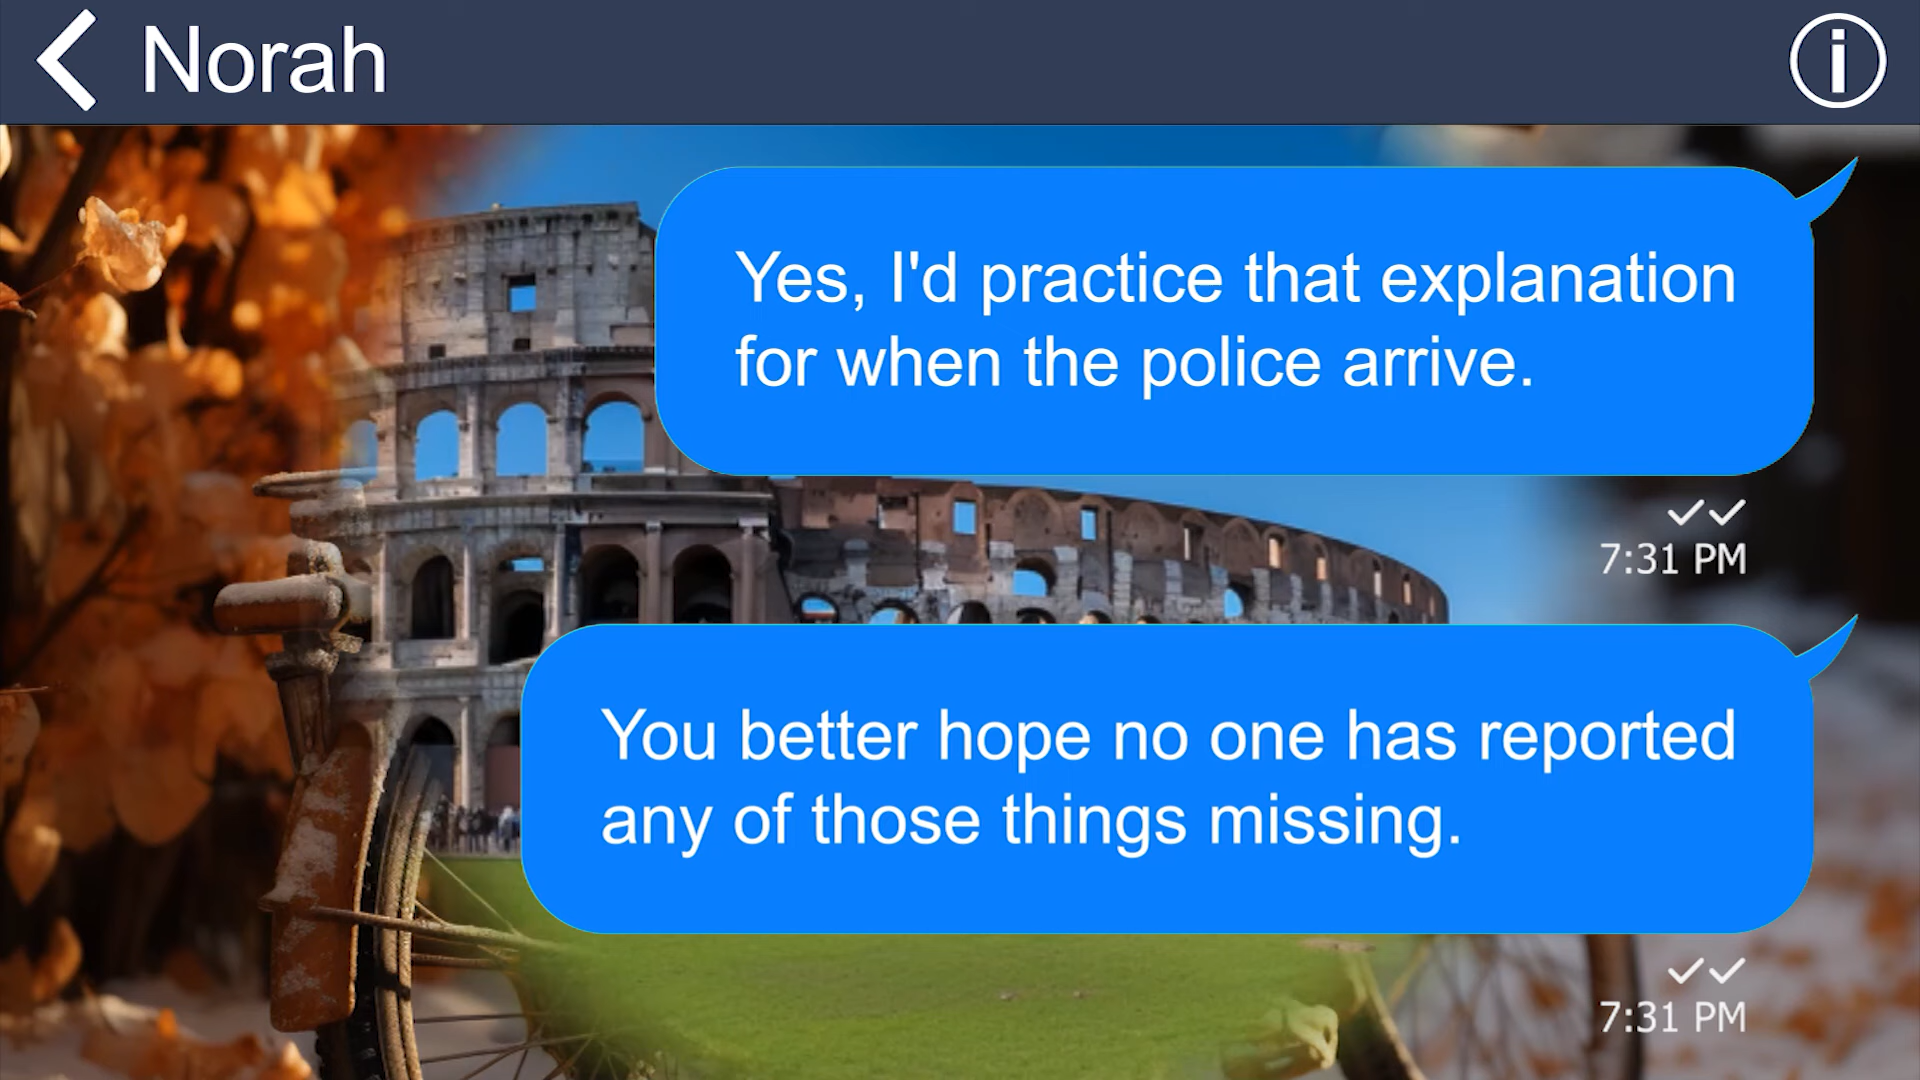 Norah
Yes, I'd practice that explanation
for when the police arrive.
7:31 PM
You better hope no one has reported
any of those things missing.
7:31 PM